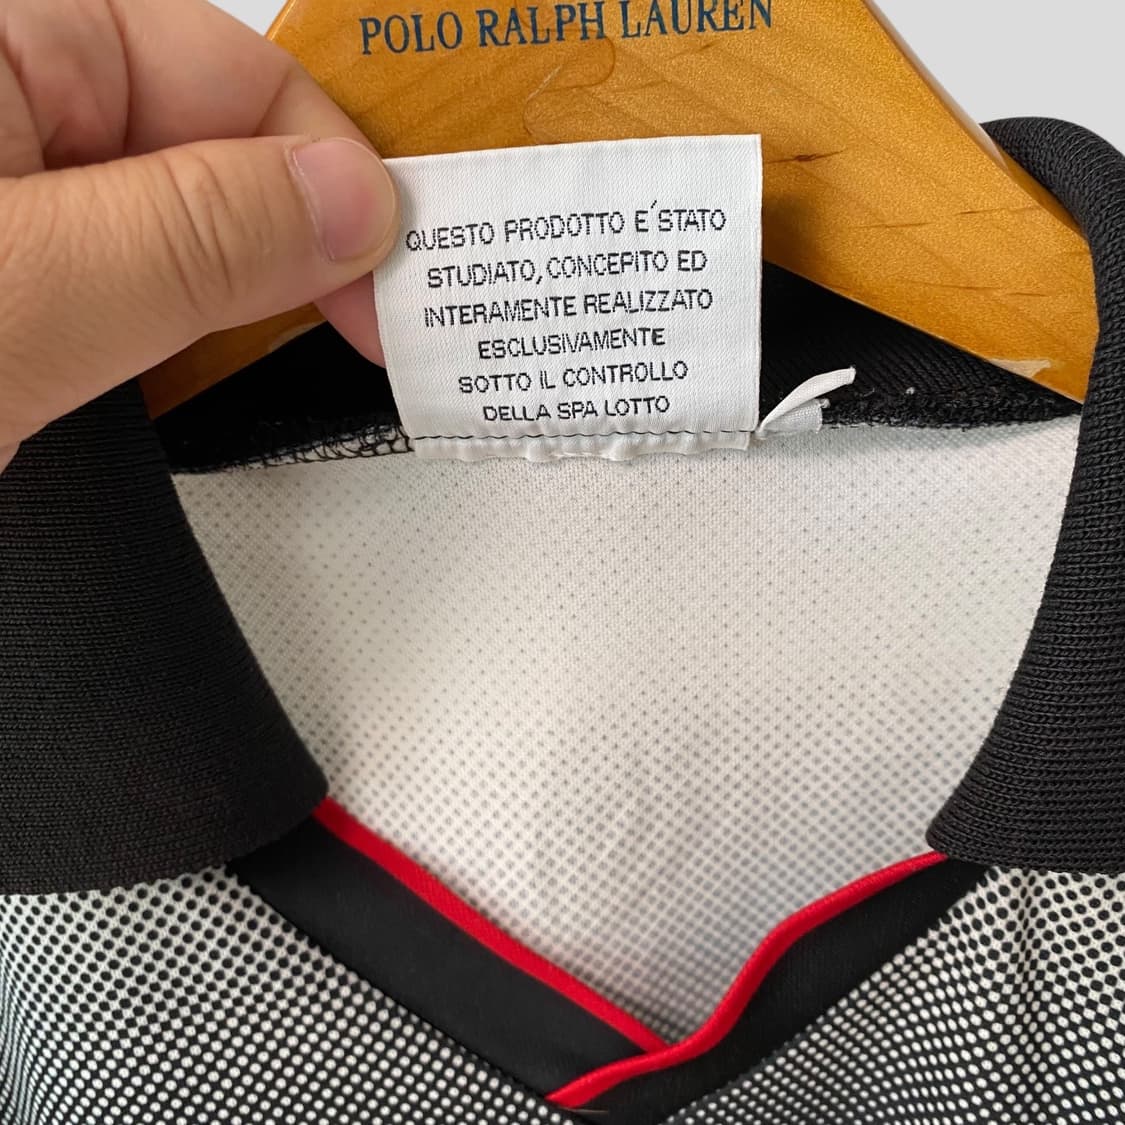 POLO RALPH LAUREN
QUESTO PRODOTTO E´STATO
STUDIATO, CONCEPITO ED
INTERAMENTE REALIZZATO
ESCLUSIVAMENTE
SOTTO IL CONTROLLO
DELLA SPA LOTTO